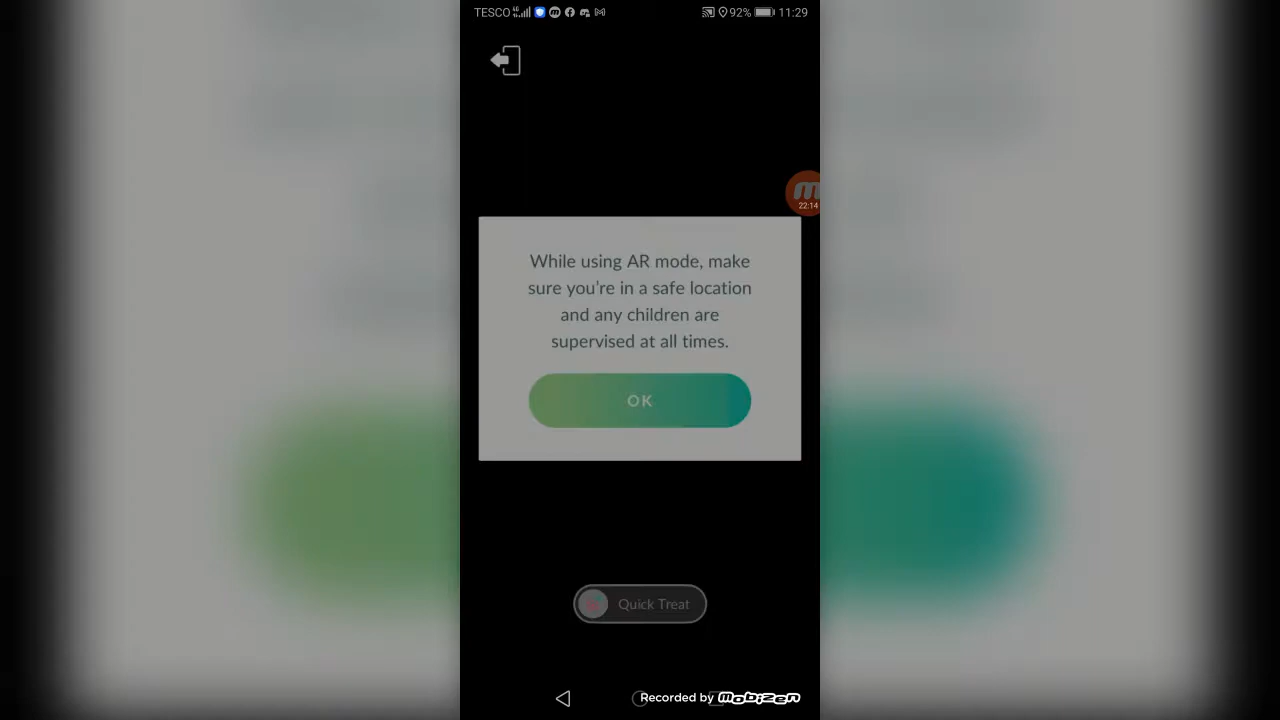 TESCO 92% 11:29
22:14
While using AR mode, make
sure you're in a safe location
and any children are
supervised at all times.
OK
Quick Treat
Recorded by mobizen